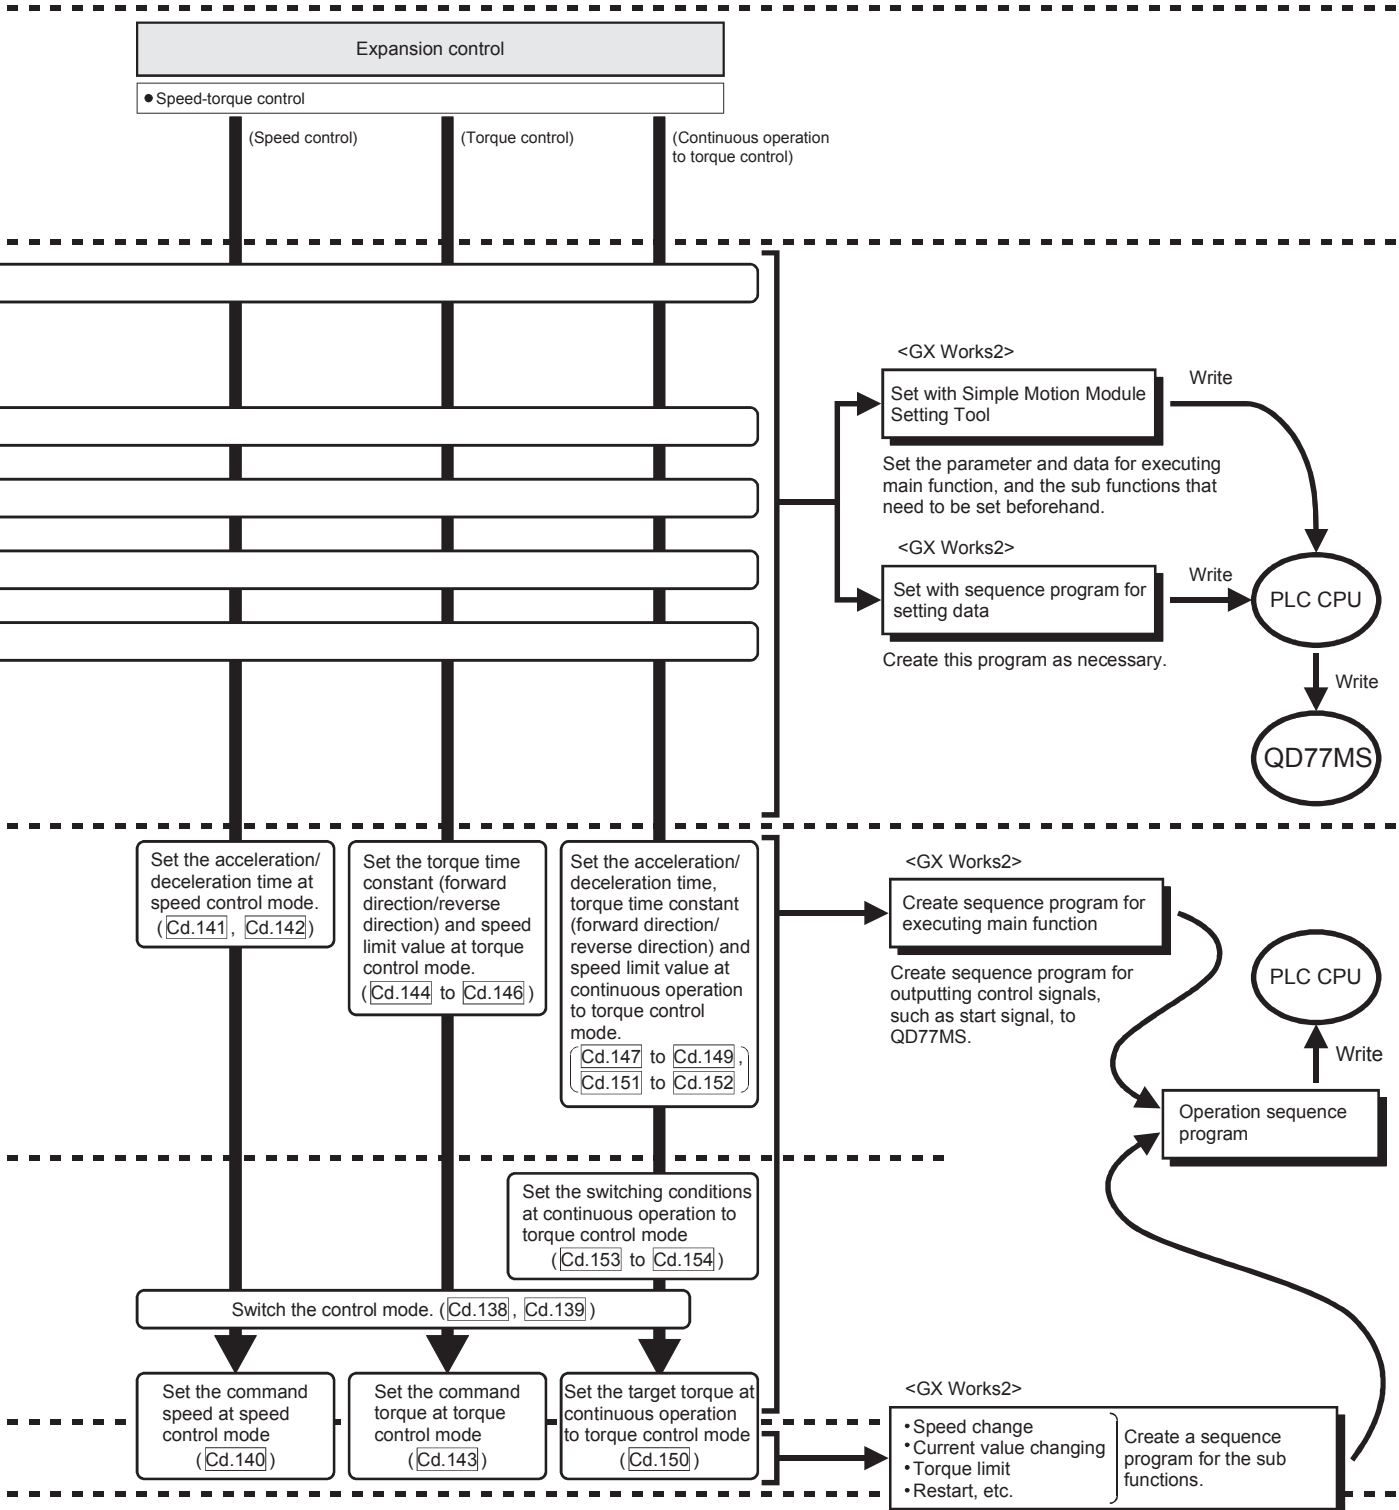 Expansion control
● Speed-torque control
(Speed control)
(Torque control)
(Continuous operation
to torque control)
<GX Works2>
Set with Simple Motion Module
Setting Tool
Write
Set the parameter and data for executing
main function, and the sub functions that
need to be set beforehand.
<GX Works2>
Set with sequence program for
setting data
Write
PLC CPU
Create this program as necessary.
Write
QD77MS
Set the acceleration/
deceleration time at
speed control mode.
(Cd.141, Cd.142)
Set the torque time
constant (forward
direction/reverse
direction) and speed
limit value at torque
control mode.
(Cd.144 to Cd.146)
Set the acceleration/
deceleration time,
torque time constant
(forward direction/
reverse direction) and
speed limit value at
continuous operation
to torque control
mode.
(Cd.147 to Cd.149,
Cd.151 to Cd.152)
<GX Works2>
Create sequence program for
executing main function
Create sequence program for
outputting control signals,
such as start signal, to
QD77MS.
PLC CPU
Write
Operation sequence
program
Set the switching conditions
at continuous operation to
torque control mode
(Cd.153 to Cd.154)
Switch the control mode. (Cd.138, Cd.139)
Set the command
speed at speed
control mode
(Cd.140)
Set the command
torque at torque
control mode
(Cd.143)
Set the target torque at
continuous operation
to torque control mode
(Cd.150)
<GX Works2>
• Speed change
• Current value changing
• Torque limit
• Restart, etc.
Create a sequence
program for the sub
functions.